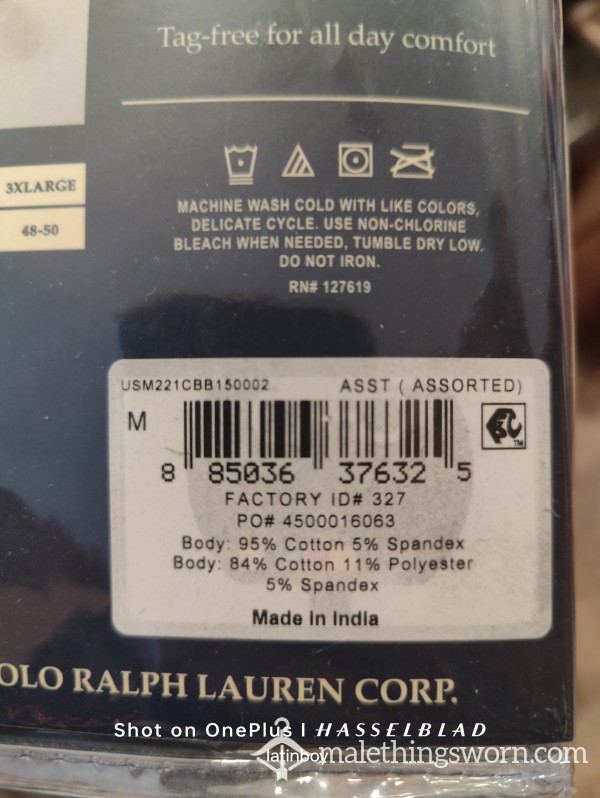 Tag-free for all day comfort
3XLARGE
48-50
MACHINE WASH COLD WITH LIKE COLORS,
DELICATE CYCLE. USE NON-CHLORINE
BLEACH WHEN NEEDED, TUMBLE DRY LOW.
DO NOT IRON.
RN# 127619
USM221CBB150002 ASST ( ASSORTED)
M
8 85036 37632 5
FACTORY ID# 327
PO# 4500016063
Body: 95% Cotton 5% Spandex
Body: 84% Cotton 11% Polyester
5% Spandex
Made In India
OLO RALPH LAUREN CORP.
Shot on OnePlus | HASSELBLAD
latinboy malethingsworn.com